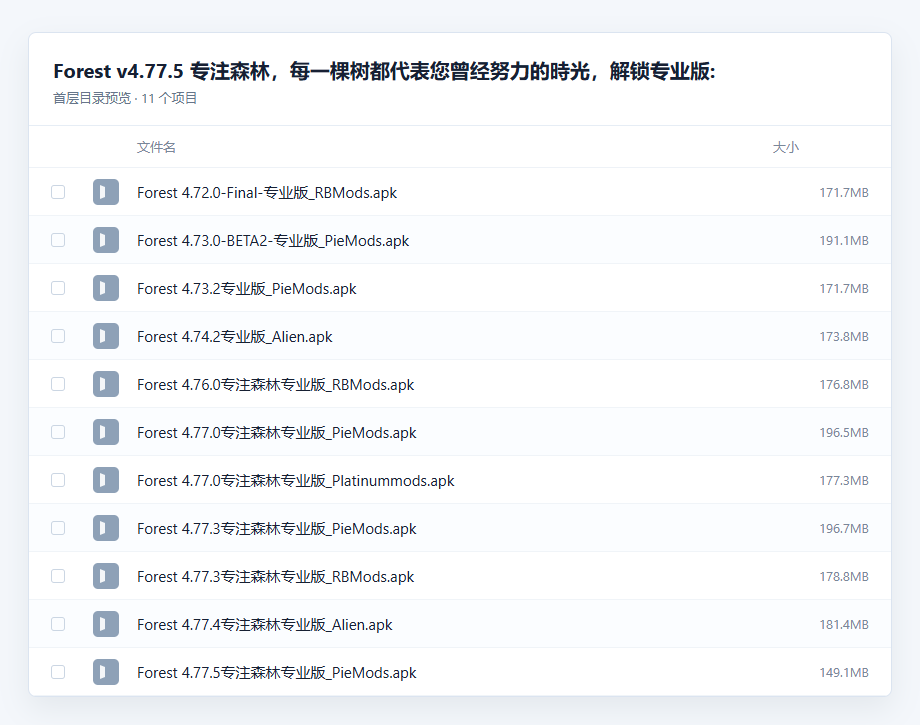 Forest v4.77.5 专注森林，每一棵树都代表您曾经努力的時光，解锁专业版:
首层目录预览 · 11 个项目
文件名 大小
Forest 4.72.0-Final-专业版_RBMods.apk 171.7MB
Forest 4.73.0-BETA2-专业版_PieMods.apk 191.1MB
Forest 4.73.2专业版_PieMods.apk 171.7MB
Forest 4.74.2专业版_Alien.apk 173.8MB
Forest 4.76.0专注森林专业版_RBMods.apk 176.8MB
Forest 4.77.0专注森林专业版_PieMods.apk 196.5MB
Forest 4.77.0专注森林专业版_Platinummods.apk 177.3MB
Forest 4.77.3专注森林专业版_PieMods.apk 196.7MB
Forest 4.77.3专注森林专业版_RBMods.apk 178.8MB
Forest 4.77.4专注森林专业版_Alien.apk 181.4MB
Forest 4.77.5专注森林专业版_PieMods.apk 149.1MB